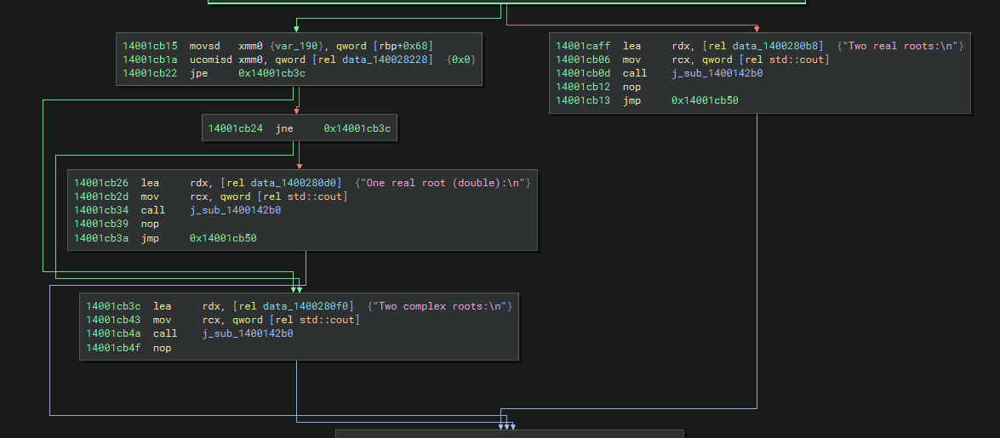 14001cb15  movsd   xmm0 {var_190}, qword [rbp+0x68]
14001cb1a  ucomisd xmm0, qword [rel data_140028228]  {0x0}
14001cb22  jpe     0x14001cb3c
14001caff  lea     rdx, [rel data_1400280b8]  {"Two real roots:\n"}
14001cb06  mov     rcx, qword [rel std::cout]
14001cb0d  call    j_sub_1400142b0
14001cb12  nop
14001cb13  jmp     0x14001cb50
14001cb24  jne     0x14001cb3c
14001cb26  lea     rdx, [rel data_1400280d0]  {"One real root (double):\n"}
14001cb2d  mov     rcx, qword [rel std::cout]
14001cb34  call    j_sub_1400142b0
14001cb39  nop
14001cb3a  jmp     0x14001cb50
14001cb3c  lea     rdx, [rel data_1400280f0]  {"Two complex roots:\n"}
14001cb43  mov     rcx, qword [rel std::cout]
14001cb4a  call    j_sub_1400142b0
14001cb4f  nop